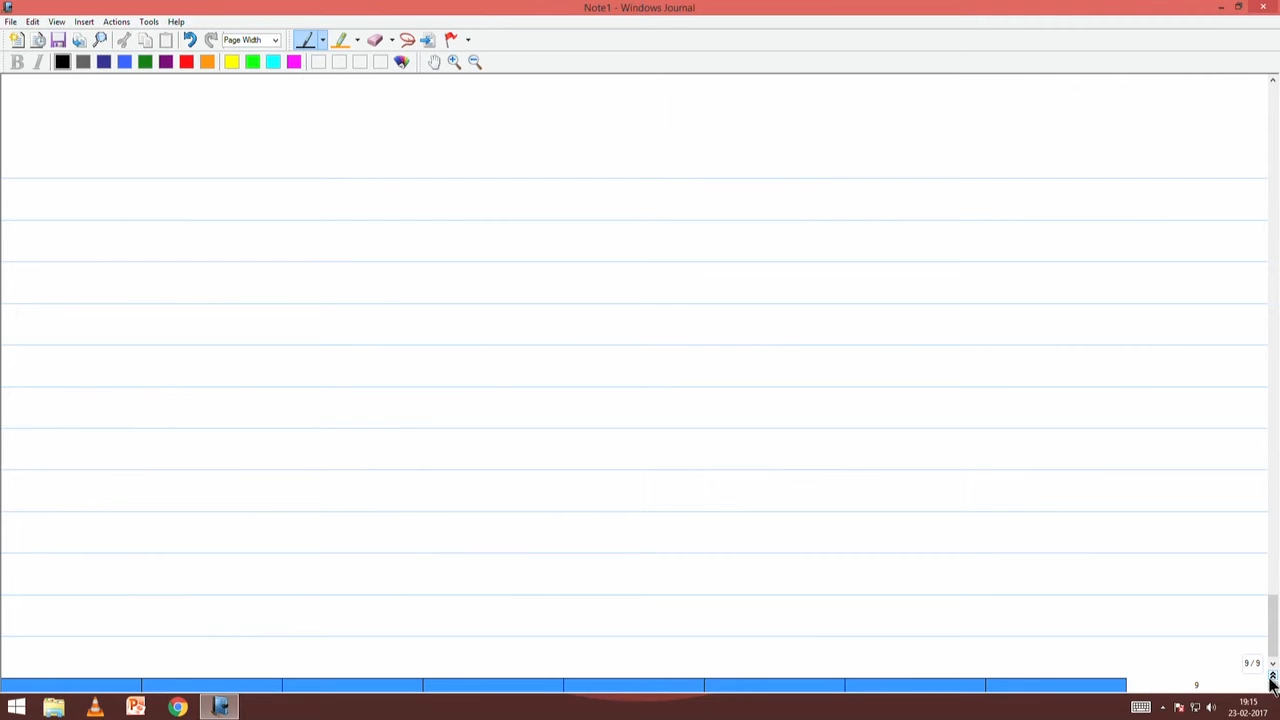 Note1 - Windows Journal
File Edit View Insert Actions Tools Help
Page Width
B I
9 / 9
9
19:15
23-02-2017